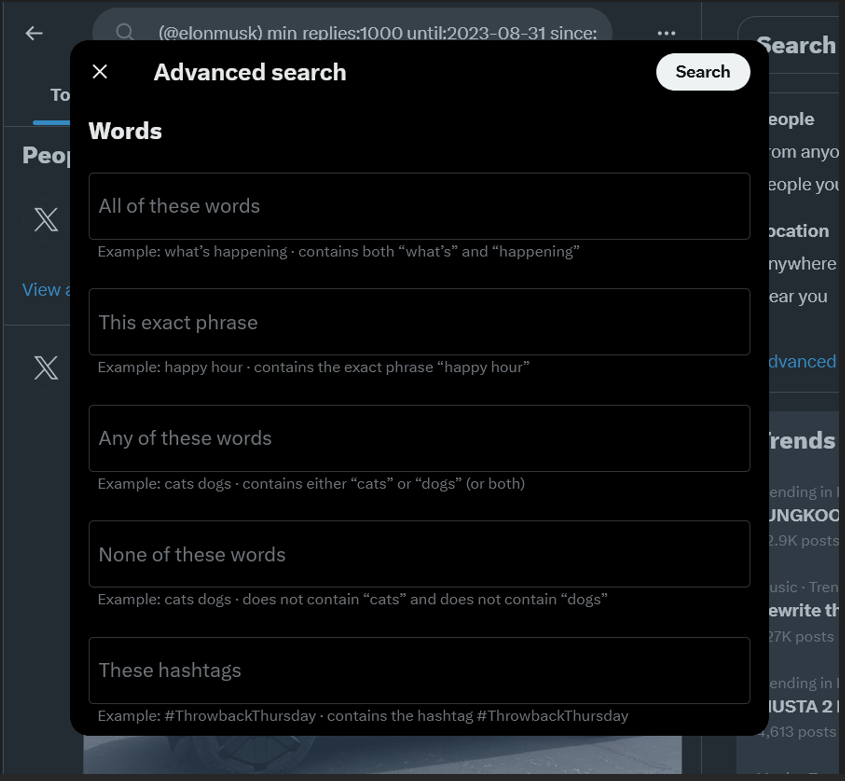 (@elonmusk) min replies:1000 until:2023-08-31 since:
Advanced search
Search
Words
All of these words
Example: what’s happening · contains both “what’s” and “happening”
This exact phrase
Example: happy hour · contains the exact phrase “happy hour”
Any of these words
Example: cats dogs · contains either “cats” or “dogs” (or both)
None of these words
Example: cats dogs · does not contain “cats” and does not contain “dogs”
These hashtags
Example: #ThrowbackThursday · contains the hashtag #ThrowbackThursday
To
Peop
View a
Search
eople
rom anyo
eople you
ocation
nywhere
ear you
dvanced
Trends
ending in
UNGKOO
2.9K posts
usic · Tren
ewrite th
27K posts
ending in
IUSTA 2
4,613 posts